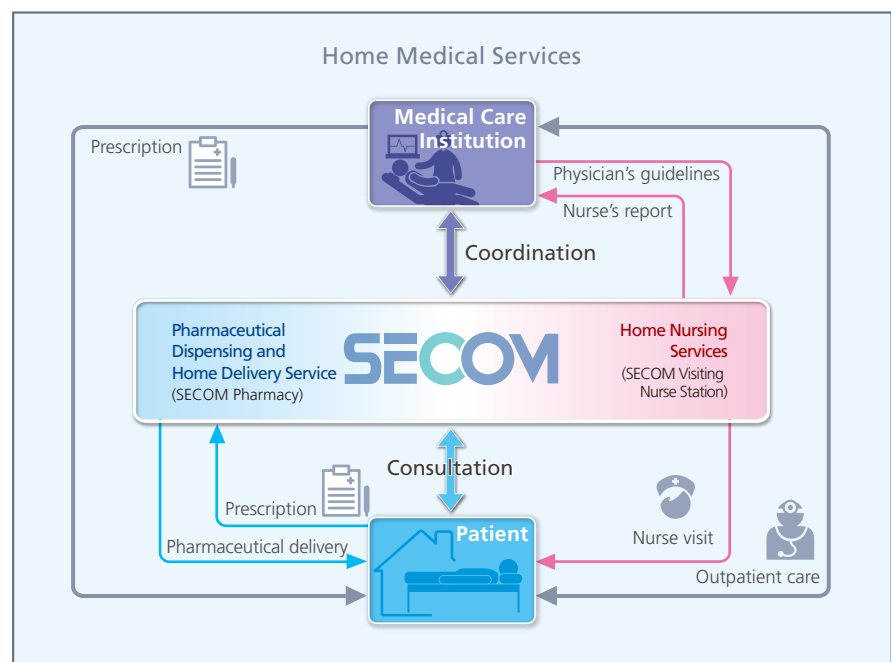 Home Medical Services
Medical Care
Institution
Prescription
Physician's guidelines
Nurse's report
Coordination
Pharmaceutical
Dispensing and
Home Delivery Service
(SECOM Pharmacy)
SECOM
Home Nursing
Services
(SECOM Visiting
Nurse Station)
Consultation
Prescription
Pharmaceutical delivery
Patient
Nurse visit
Outpatient care